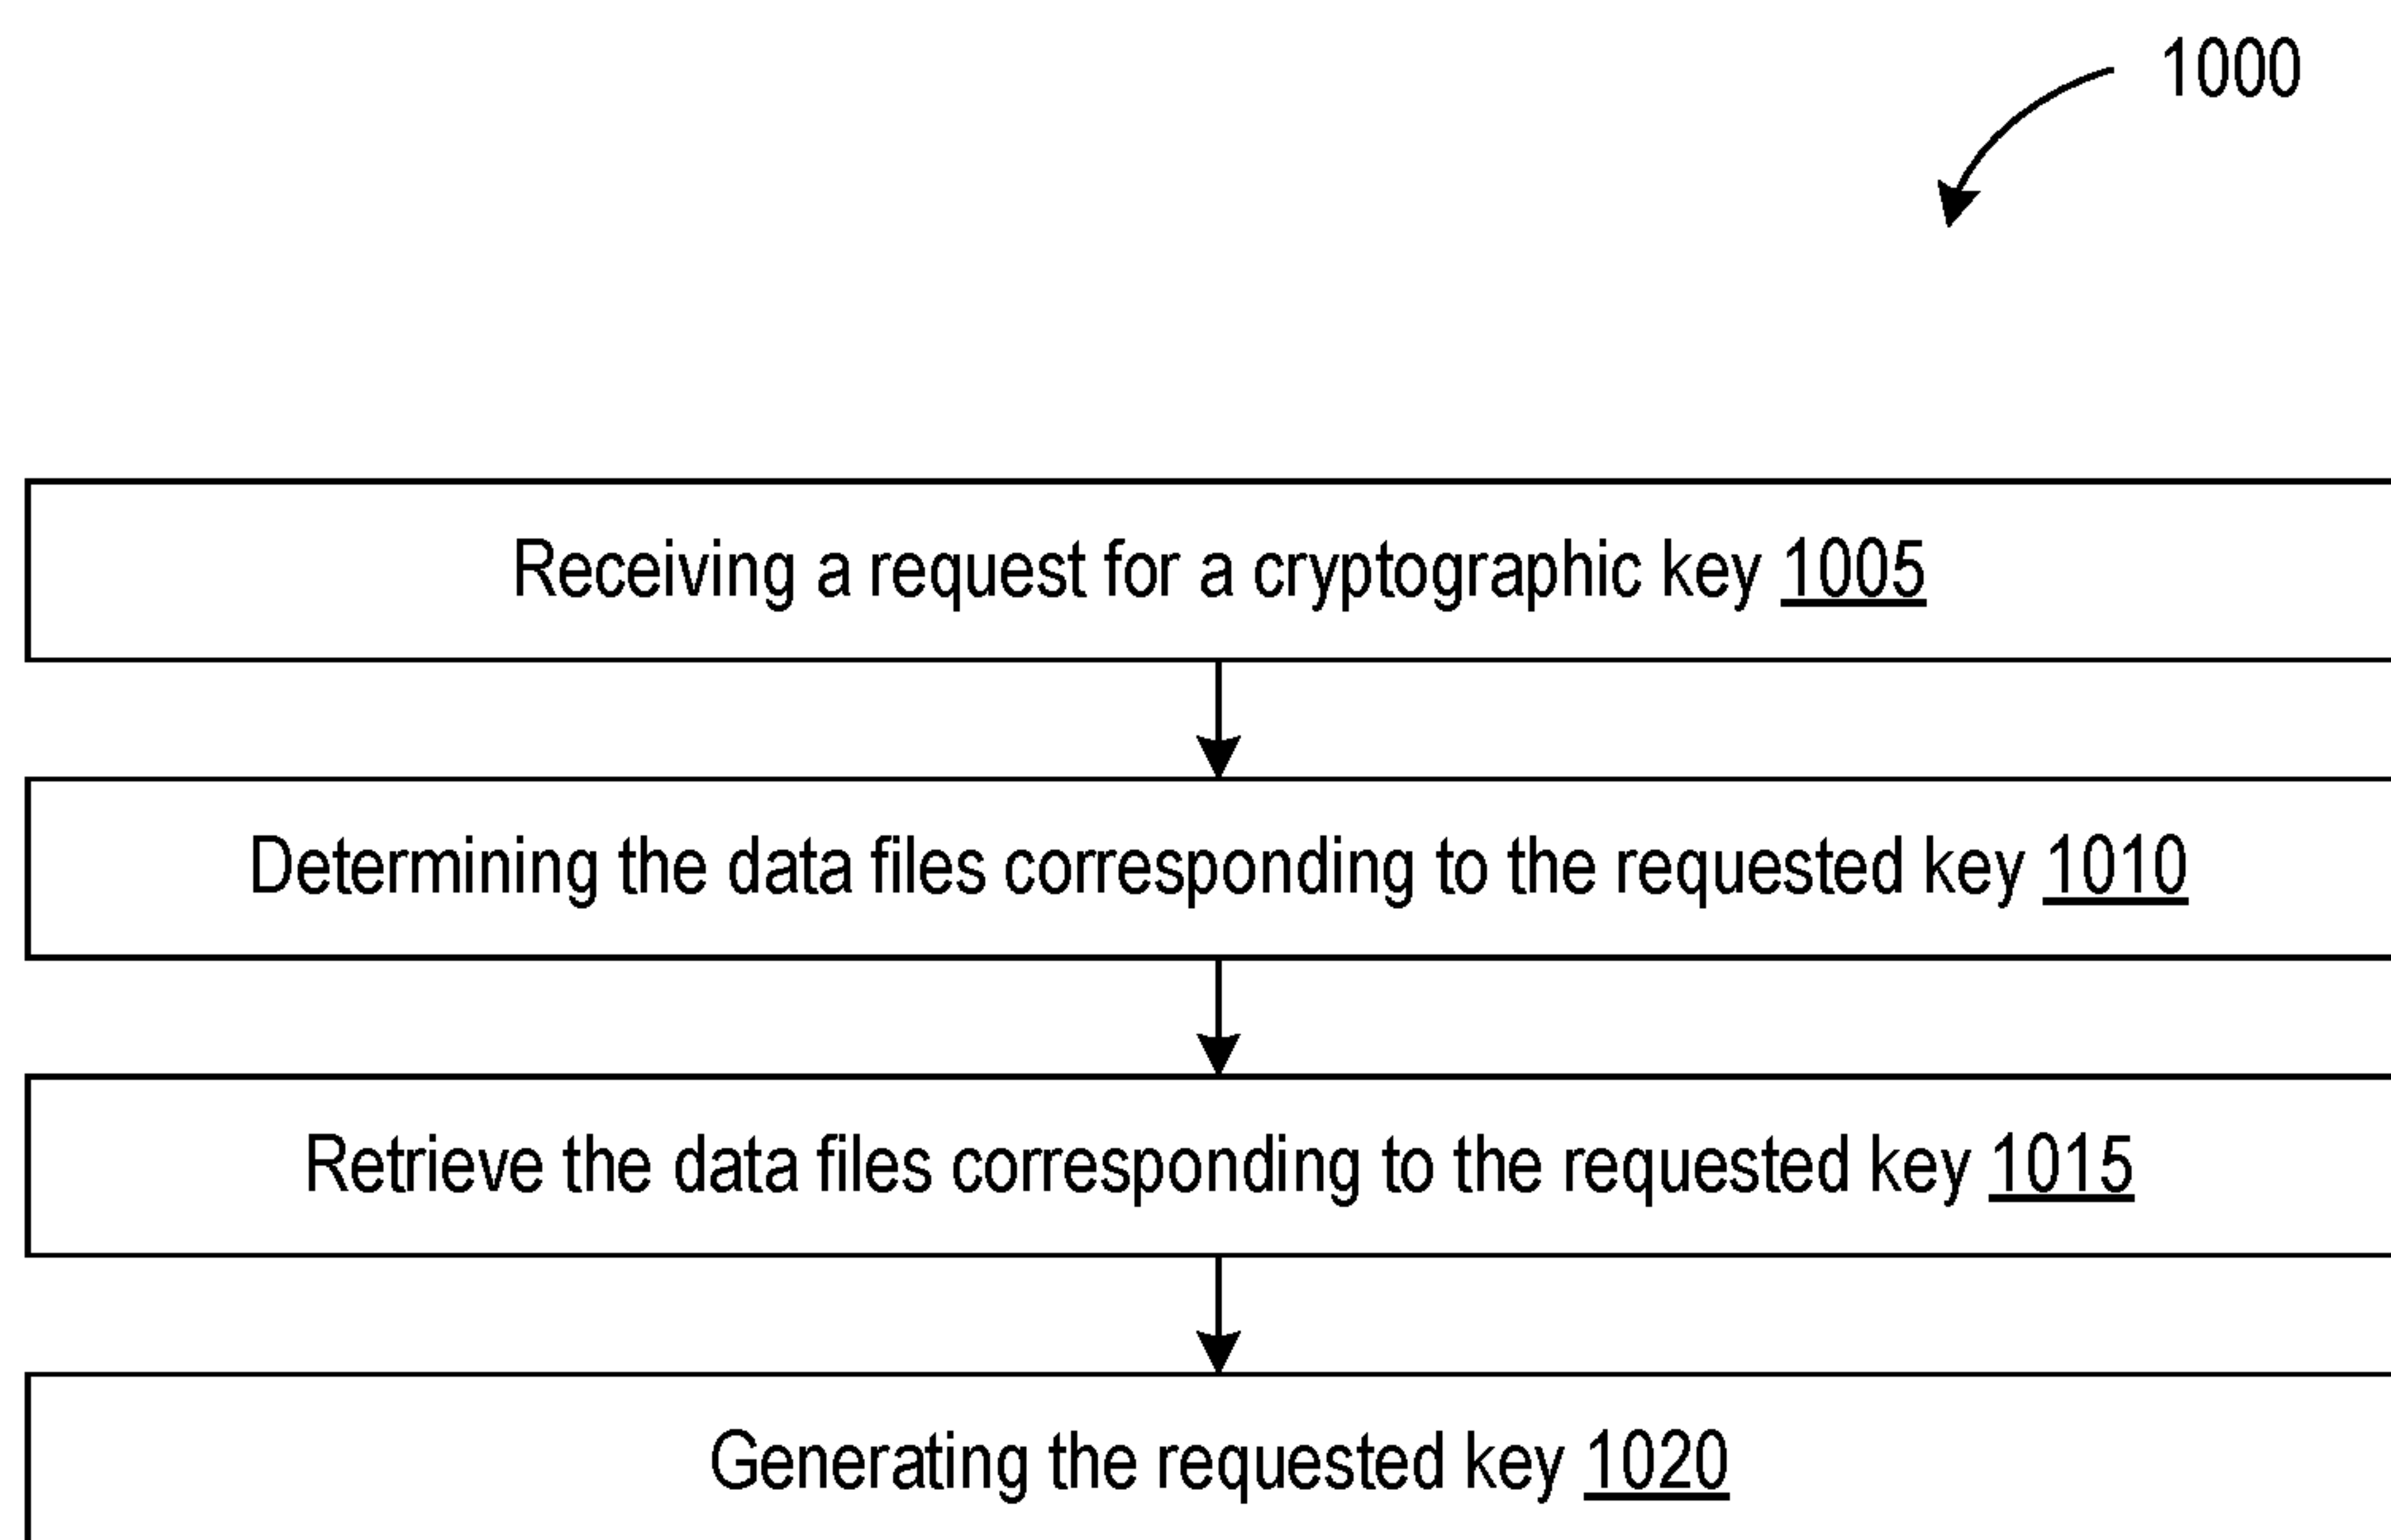 1000
Receiving a request for a cryptographic key 1005
Determining the data files corresponding to the requested key 1010
Retrieve the data files corresponding to the requested key 1015
Generating the requested key 1020